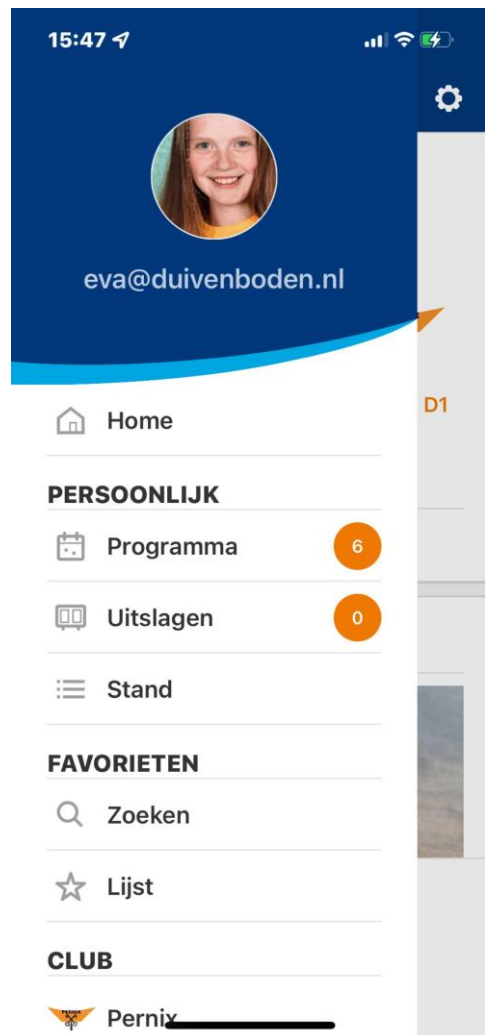 15:47
eva@duivenboden.nl
D1
Home
PERSOONLIJK
Programma 6
Uitslagen 0
Stand
FAVORIETEN
Zoeken
Lijst
CLUB
Pernix